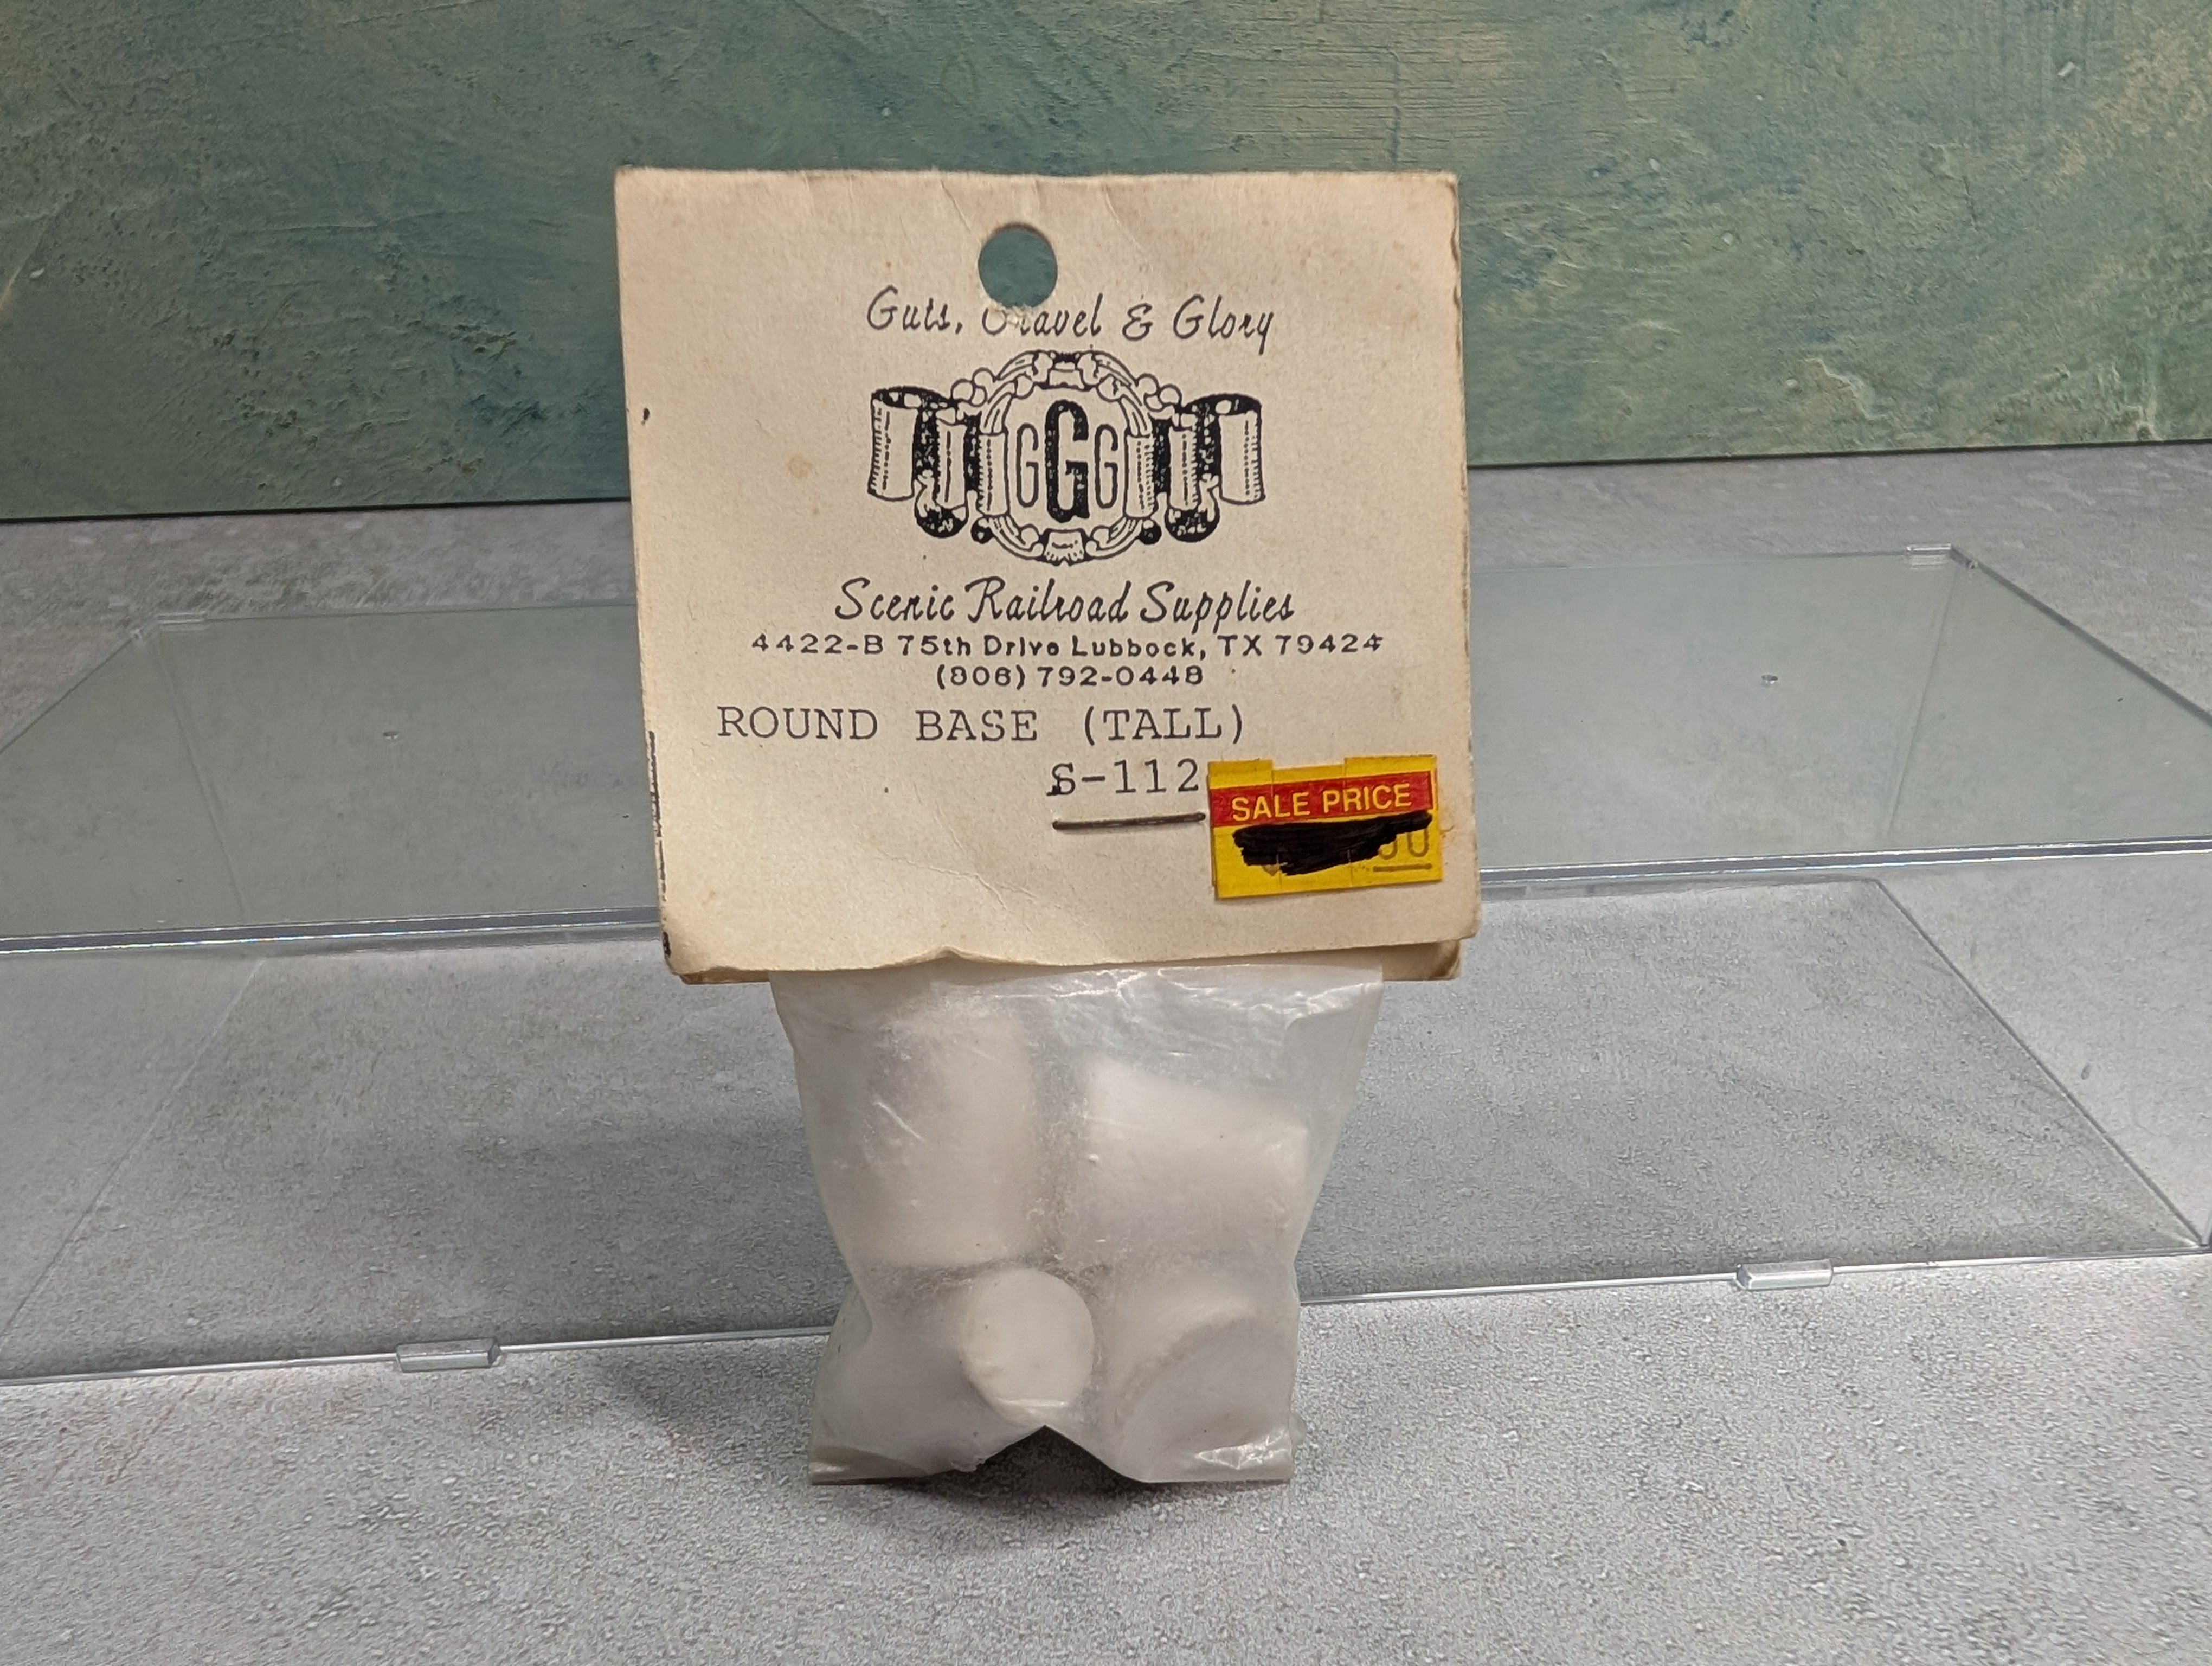 Guts, Gravel & Glory
GGG
Scenic Railroad Supplies
4422-B 75th Drive Lubbock, TX 79424
(806) 792-0448
ROUND BASE (TALL)
S-112
SALE PRICE